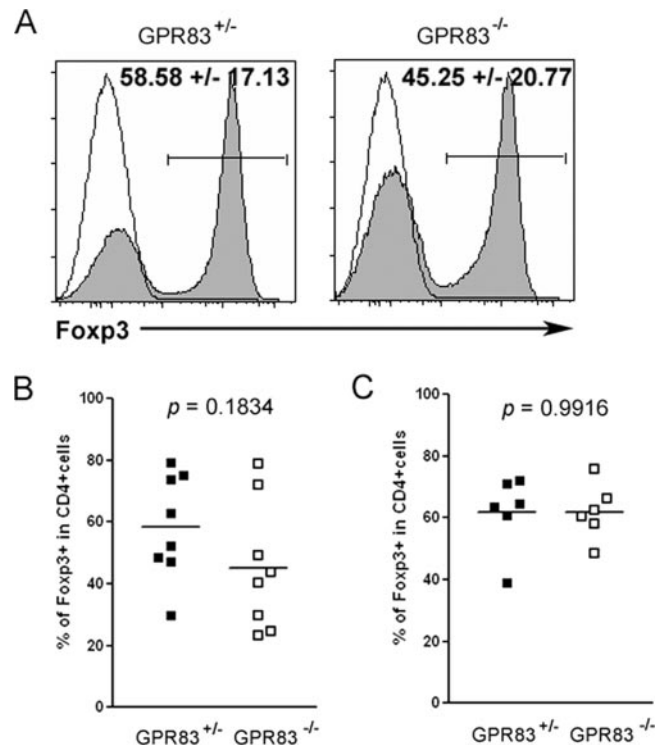 A
GPR83+/-
GPR83-/-
58.58 +/- 17.13
45.25 +/- 20.77
Foxp3
B
p = 0.1834
% of Foxp3+ in CD4+cells
100
80
60
40
20
0
GPR83+/- GPR83-/-
C
p = 0.9916
% of Foxp3+ in CD4+cells
100
80
60
40
20
0
GPR83+/- GPR83-/-